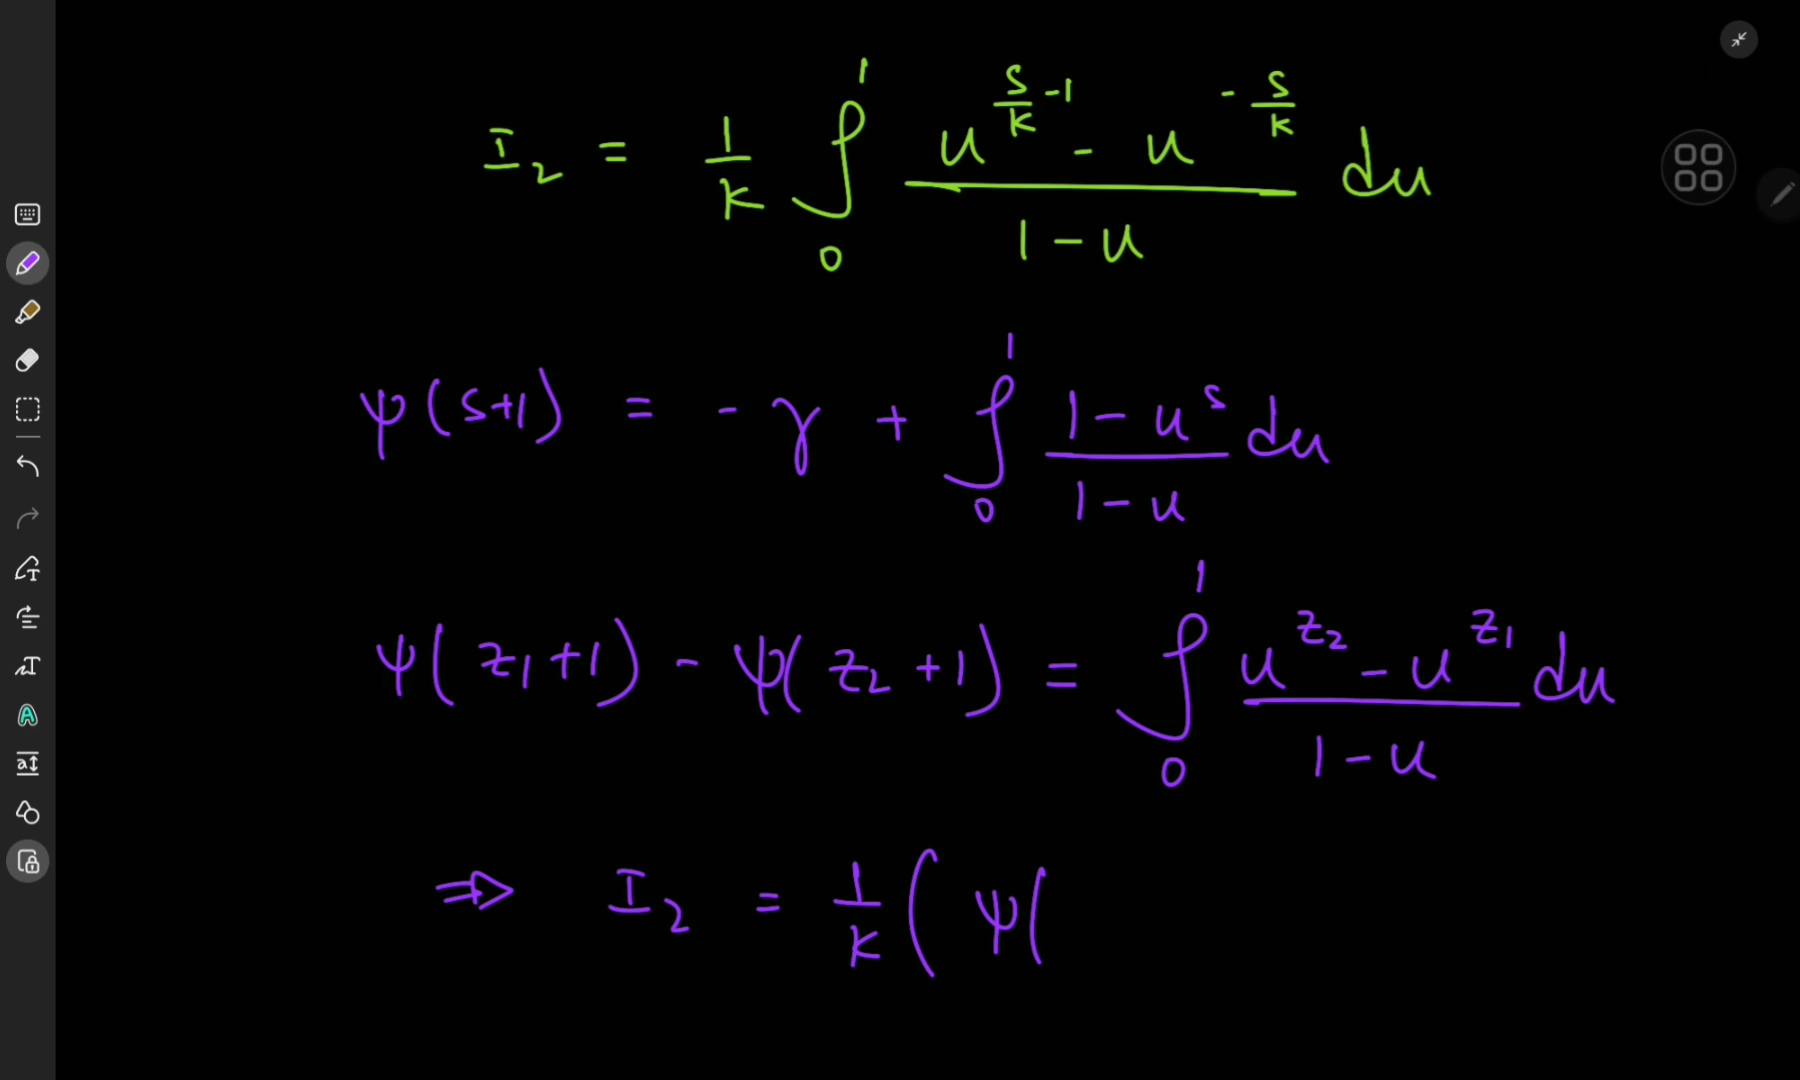 I₂ = 1/k ∫₀¹ (u^(s/k −1) − u^(−s/k))/(1−u) du
ψ(s+1) = −γ + ∫₀¹ (1−u^s)/(1−u) du
ψ(z₁+1) − ψ(z₂+1) = ∫₀¹ (u^(z₂) − u^(z₁))/(1−u) du
⇒ I₂ = 1/k ( ψ(